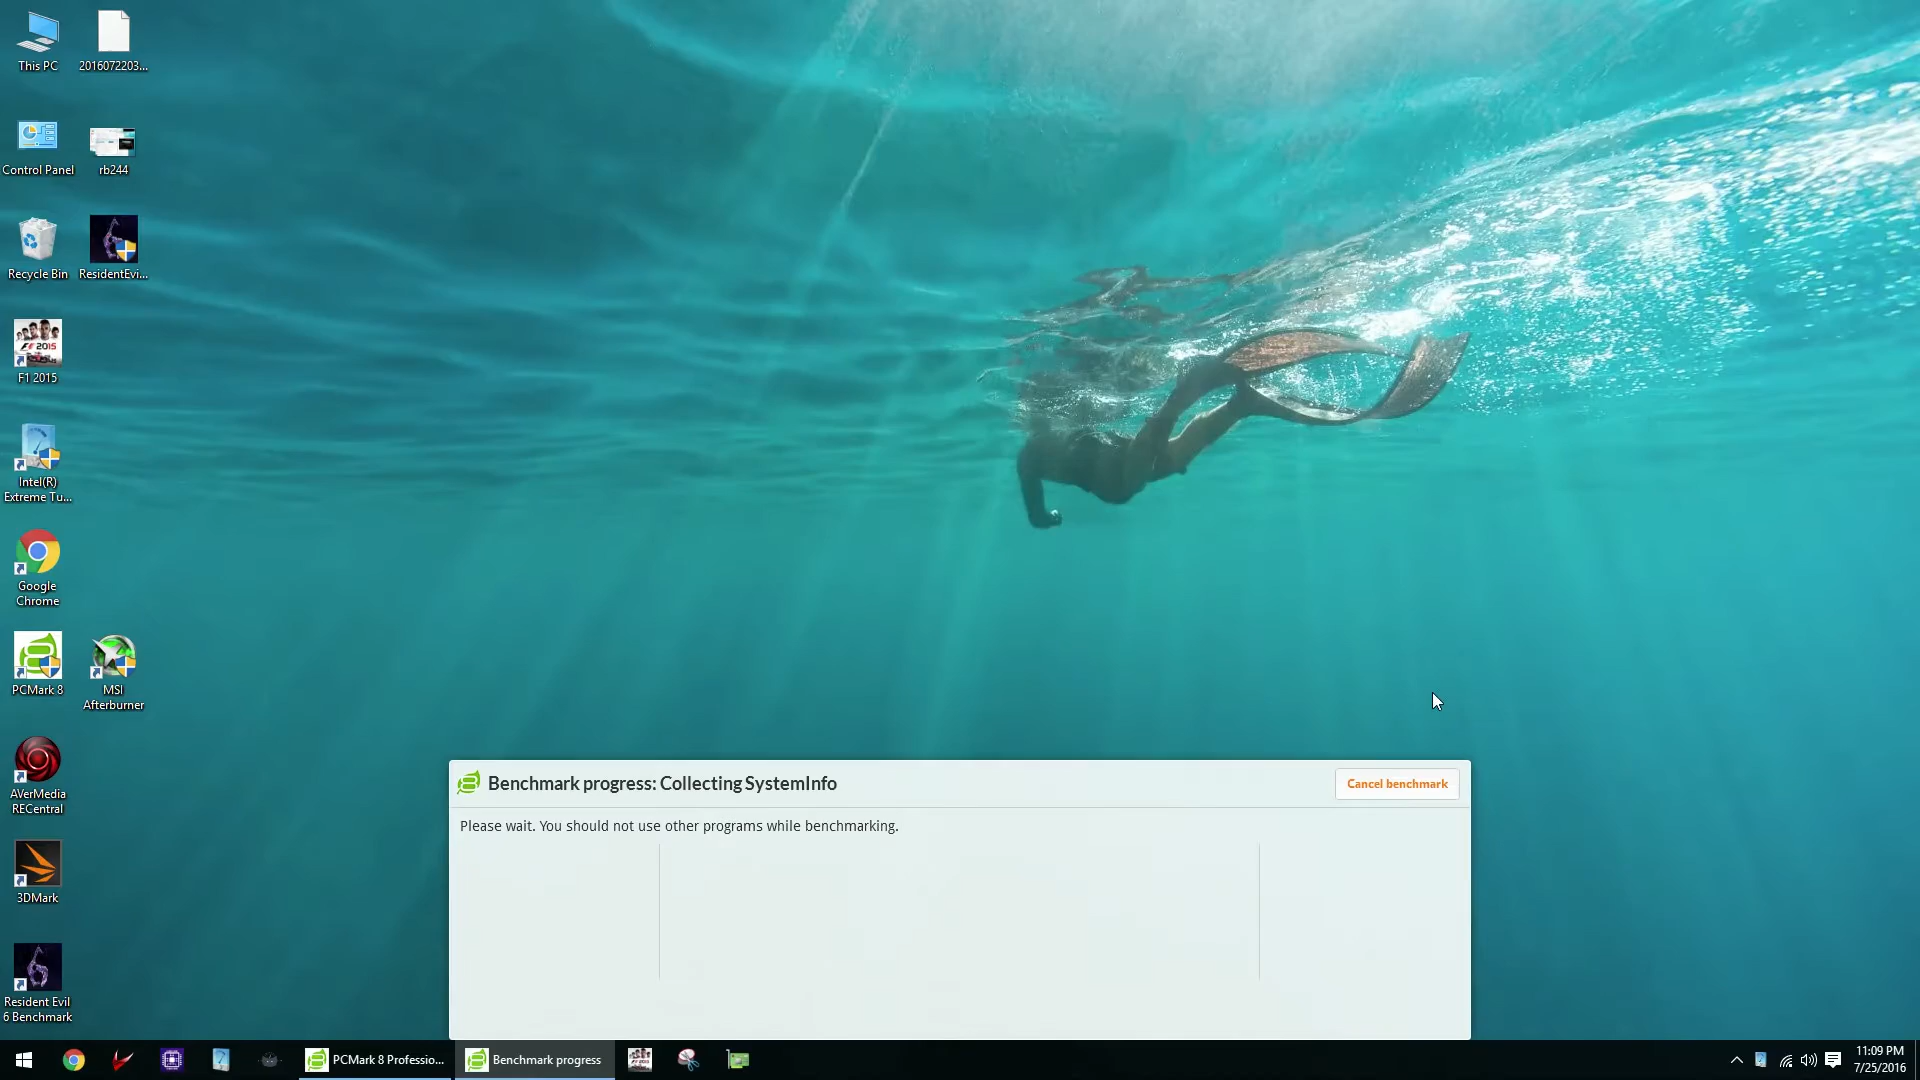 This PC
2016072203...
Control Panel
rb244
Recycle Bin
ResidentEvi...
F1 2015
Intel(R)
Extreme Tu...
Google
Chrome
PCMark 8
MSI
Afterburner
AVerMedia
RECentral
3DMark
Resident Evil
6 Benchmark
Benchmark progress: Collecting SystemInfo
Cancel benchmark
Please wait. You should not use other programs while benchmarking.
PCMark 8 Professio...
Benchmark progress
11:09 PM
7/25/2016